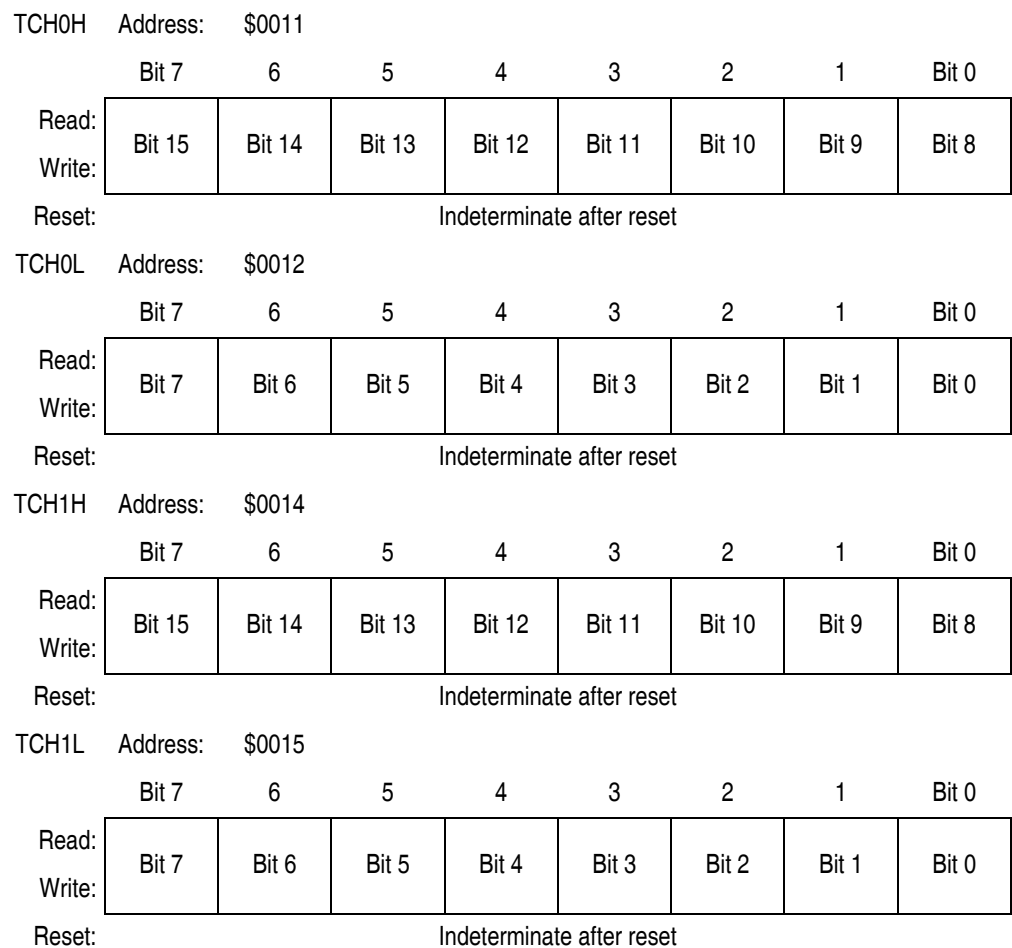 TCH0H Address: $0011
Bit 7 6 5 4 3 2 1 Bit 0
Read:
Bit 15 Bit 14 Bit 13 Bit 12 Bit 11 Bit 10 Bit 9 Bit 8
Write:
Reset: Indeterminate after reset
TCH0L Address: $0012
Bit 7 6 5 4 3 2 1 Bit 0
Read:
Bit 7 Bit 6 Bit 5 Bit 4 Bit 3 Bit 2 Bit 1 Bit 0
Write:
Reset: Indeterminate after reset
TCH1H Address: $0014
Bit 7 6 5 4 3 2 1 Bit 0
Read:
Bit 15 Bit 14 Bit 13 Bit 12 Bit 11 Bit 10 Bit 9 Bit 8
Write:
Reset: Indeterminate after reset
TCH1L Address: $0015
Bit 7 6 5 4 3 2 1 Bit 0
Read:
Bit 7 Bit 6 Bit 5 Bit 4 Bit 3 Bit 2 Bit 1 Bit 0
Write:
Reset: Indeterminate after reset